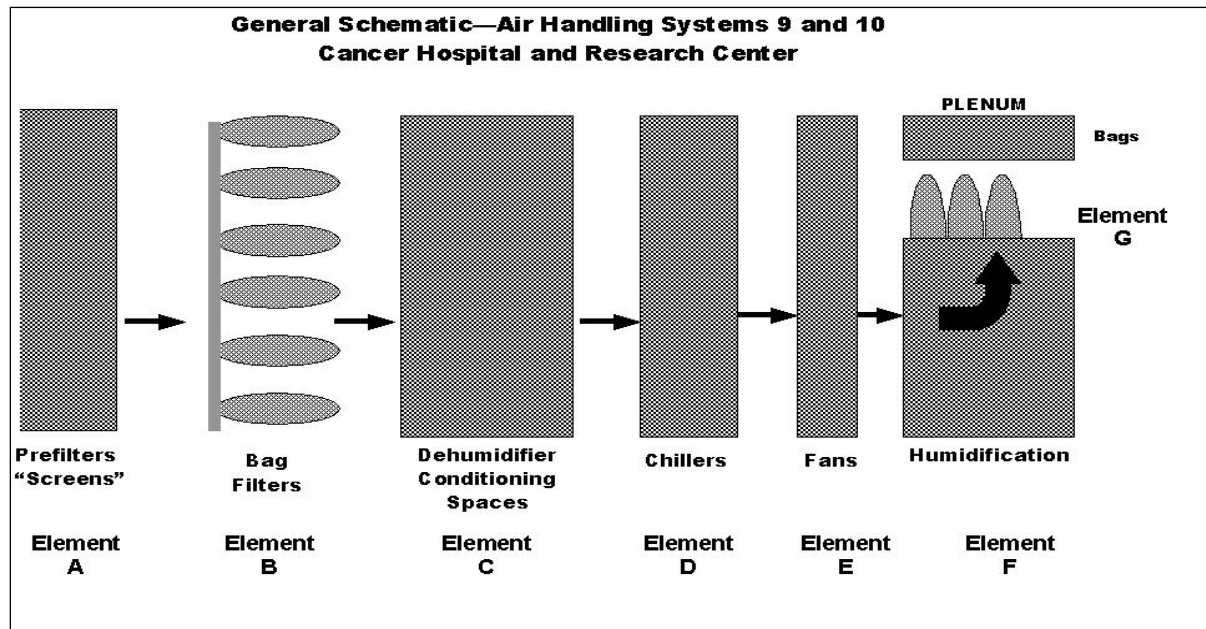 General Schematic—Air Handling Systems 9 and 10
Cancer Hospital and Research Center
PLENUM
Bags
Element
G
Prefilters
“Screens”
Bag
Filters
Dehumidifier
Conditioning
Spaces
Chillers
Fans
Humidification
Element
A
Element
B
Element
C
Element
D
Element
E
Element
F